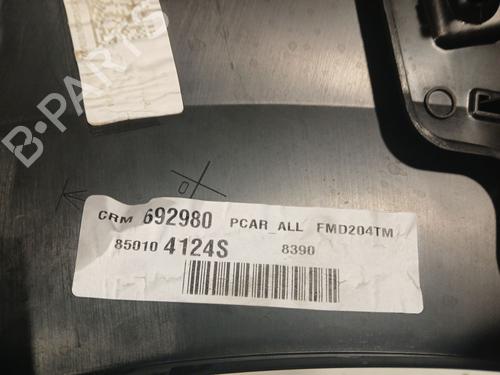 B-PARTS
CRM 692980 PCAR_ALL FMD204TM
85010 4124S 8390